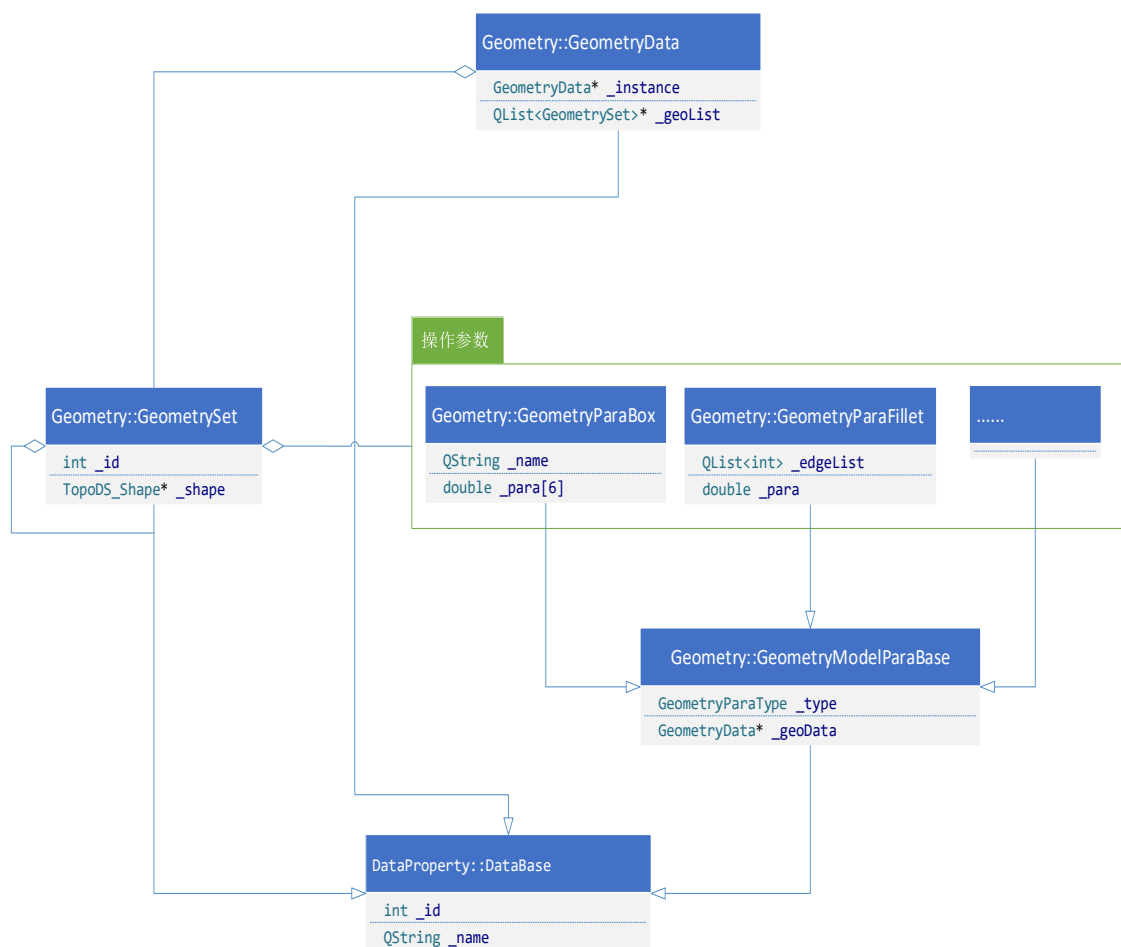 Geometry::GeometryData
GeometryData* _instance
QList<GeometrySet>* _geoList
操作参数
Geometry::GeometrySet
int _id
TopoDS_Shape* _shape
Geometry::GeometryParaBox
QString _name
double _para[6]
Geometry::GeometryParaFillet
QList<int> _edgeList
double _para
......
Geometry::GeometryModelParaBase
GeometryParaType _type
GeometryData* _geoData
DataProperty::DataBase
int _id
QString _name